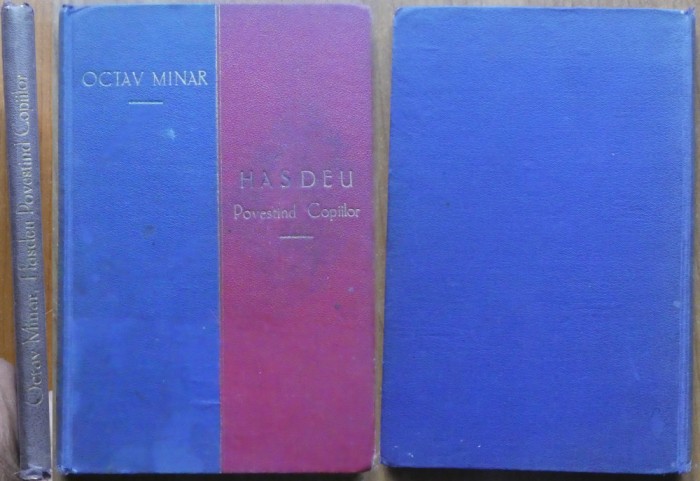 Octav Minar, Hasdeu Povestind Copiilor
OCTAV MINAR
HASDEU
Povestind Copiilor